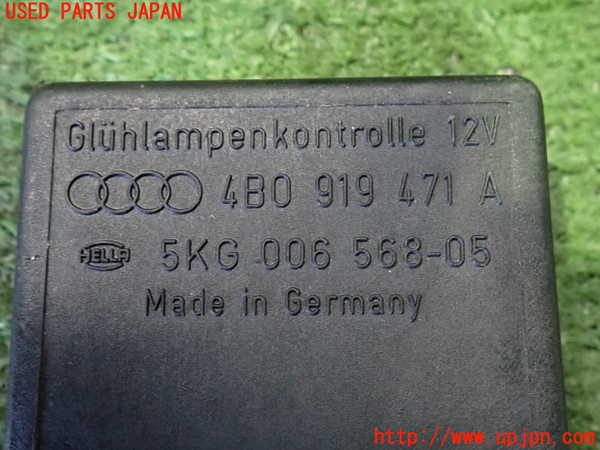 USED PARTS JAPAN
Glühlampenkontrolle 12V
4B0 919 471 A
HELLA 5KG 006 568-05
Made in Germany
http://www.upjpn.com/